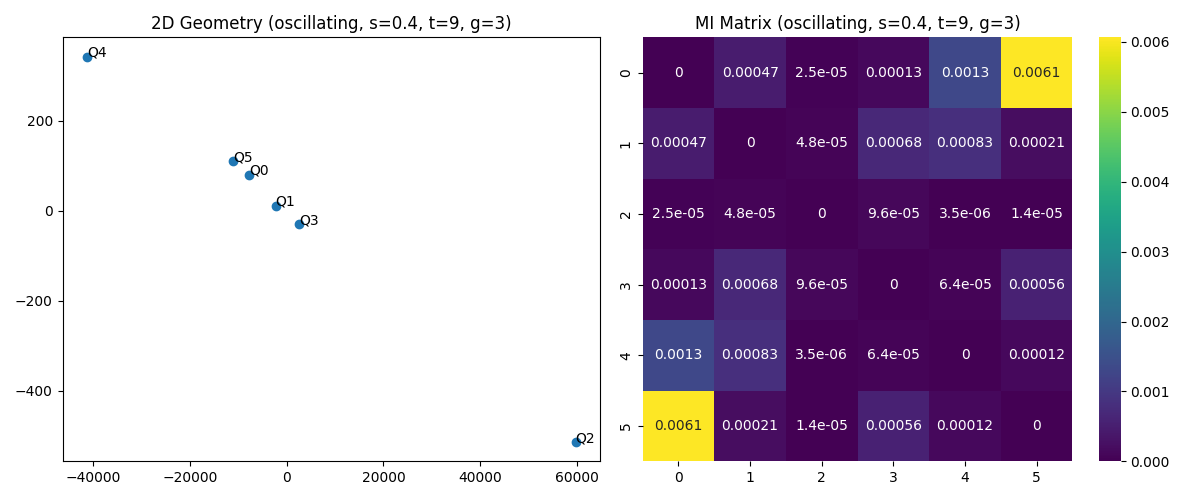 2D Geometry (oscillating, s=0.4, t=9, g=3)
Q4
Q5
Q0
Q1
Q3
Q2
200
0
−200
−400
−40000 −20000 0 20000 40000 60000
MI Matrix (oscillating, s=0.4, t=9, g=3)
0 0 0.00047 2.5e-05 0.00013 0.0013 0.0061
1 0.00047 0 4.8e-05 0.00068 0.00083 0.00021
2 2.5e-05 4.8e-05 0 9.6e-05 3.5e-06 1.4e-05
3 0.00013 0.00068 9.6e-05 0 6.4e-05 0.00056
4 0.0013 0.00083 3.5e-06 6.4e-05 0 0.00012
5 0.0061 0.00021 1.4e-05 0.00056 0.00012 0
0 1 2 3 4 5
0.006
0.005
0.004
0.003
0.002
0.001
0.000